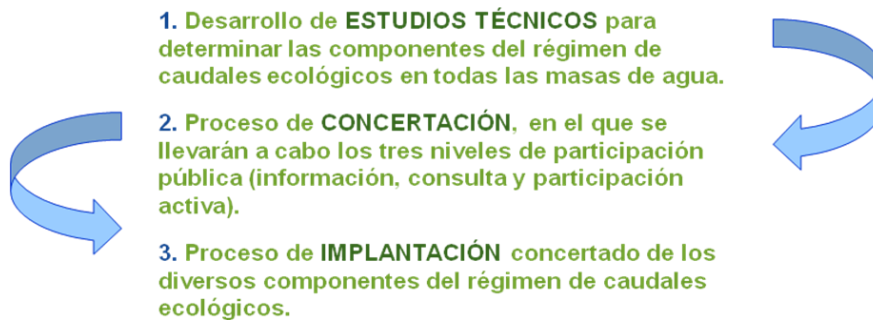 1. Desarrollo de ESTUDIOS TÉCNICOS para
determinar las componentes del régimen de
caudales ecológicos en todas las masas de agua.
2. Proceso de CONCERTACIÓN, en el que se
llevarán a cabo los tres niveles de participación
pública (información, consulta y participación
activa).
3. Proceso de IMPLANTACIÓN concertado de los
diversos componentes del régimen de caudales
ecológicos.